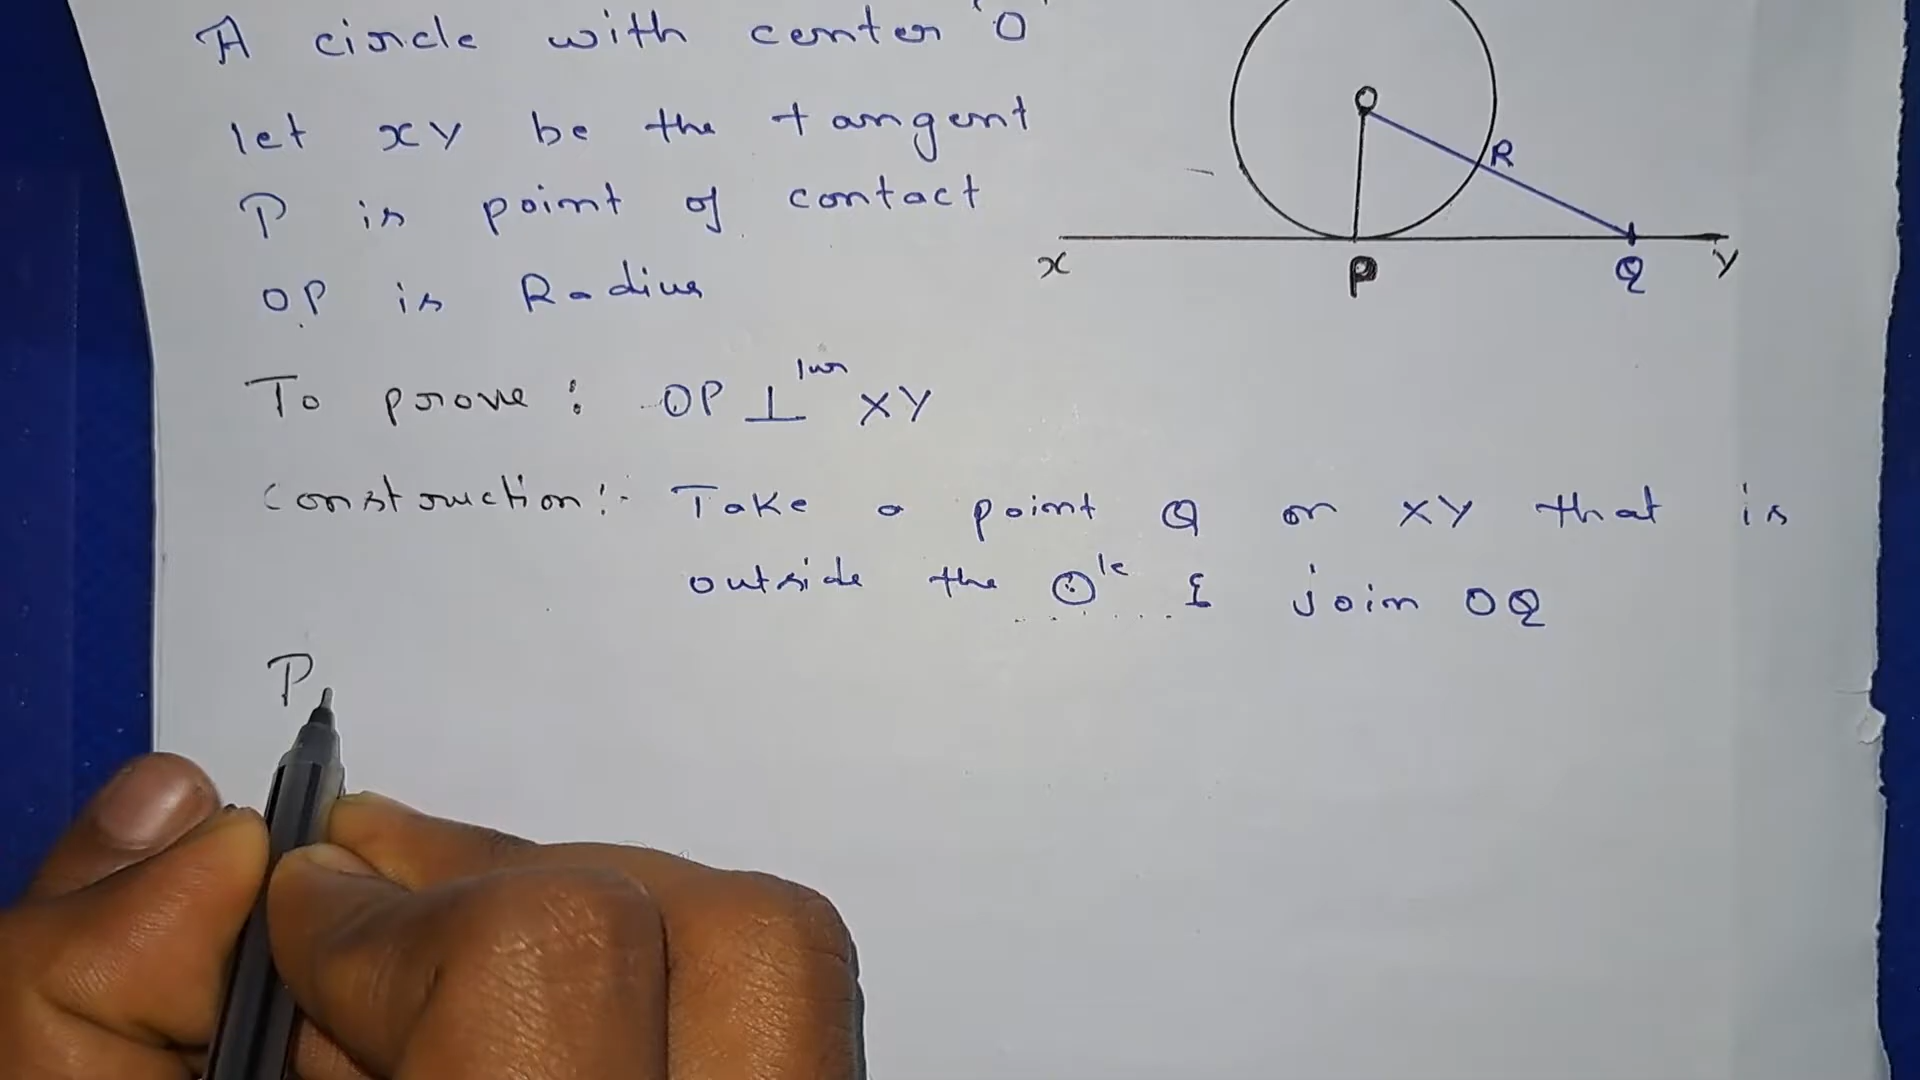 A circle with center 'O'
let xy be the tangent
P is point of contact
OP is Radius
To prove : OP ⊥lar XY
Construction :- Take a point Q on XY that is
outside the ⊙le & join OQ
P
O
R
x
P
Q
y